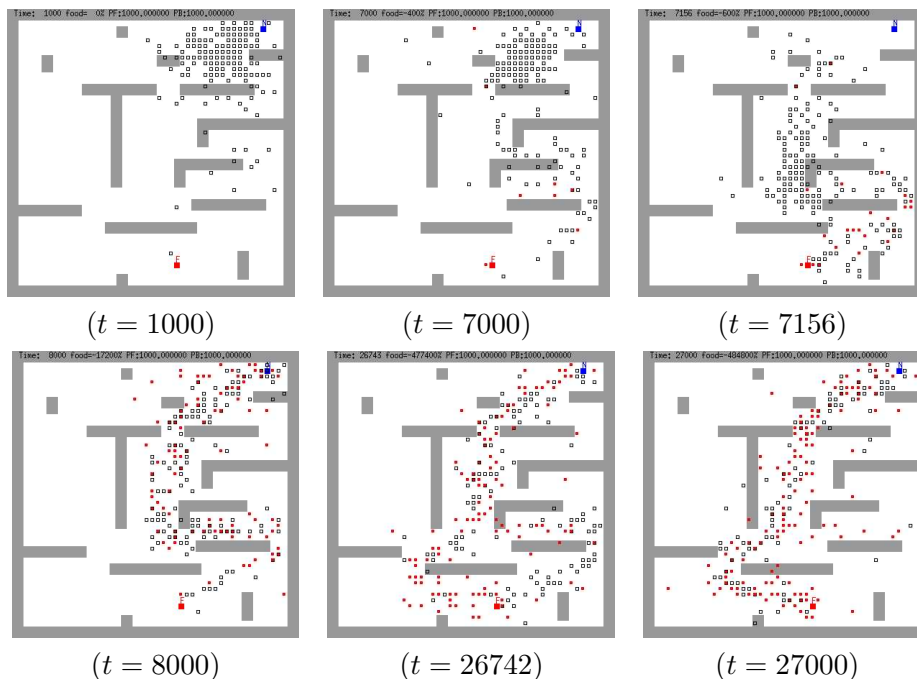 Time: 1000 food= 0% PF:1000,000000 PB:1000,000000
N
F
(t = 1000)
Time: 7000 food=-400% PF:1000,000000 PB:1000,000000
N
F
(t = 7000)
Time: 7156 food=-600% PF:1000,000000 PB:1000,000000
N
F
(t = 7156)
Time: 8000 food=-17200% PF:1000,000000 PB:1000,000000
N
F
(t = 8000)
Time: 26743 food=-477400% PF:1000,000000 PB:1000,000000
N
F
(t = 26742)
Time: 27000 food=-484800% PF:1000,000000 PB:1000,000000
N
F
(t = 27000)